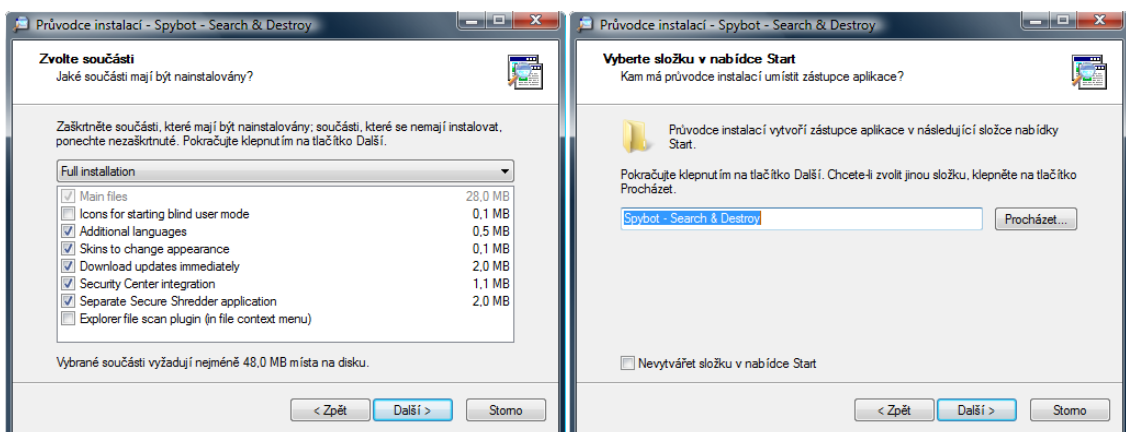 Průvodce instalací - Spybot - Search & Destroy
Zvolte součásti
Jaké součásti mají být nainstalovány?
Zaškrtněte součásti, které mají být nainstalovány; součásti, které se nemají instalovat,
ponechte nezaškrtnuté. Pokračujte klepnutím na tlačítko Další.
Full installation
Main files 28,0 MB
Icons for starting blind user mode 0,1 MB
Additional languages 0,5 MB
Skins to change appearance 0,1 MB
Download updates immediately 2,0 MB
Security Center integration 1,1 MB
Separate Secure Shredder application 2,0 MB
Explorer file scan plugin (in file context menu)
Vybrané součásti vyžadují nejméně 48,0 MB místa na disku.
< Zpět Další > Storno
Průvodce instalací - Spybot - Search & Destroy
Vyberte složku v nabídce Start
Kam má průvodce instalací umístit zástupce aplikace?
Průvodce instalací vytvoří zástupce aplikace v následující složce nabídky
Start.
Pokračujte klepnutím na tlačítko Další. Chcete-li zvolit jinou složku, klepněte na tlačítko
Procházet.
Spybot - Search & Destroy Procházet...
Nevytvářet složku v nabídce Start
< Zpět Další > Storno